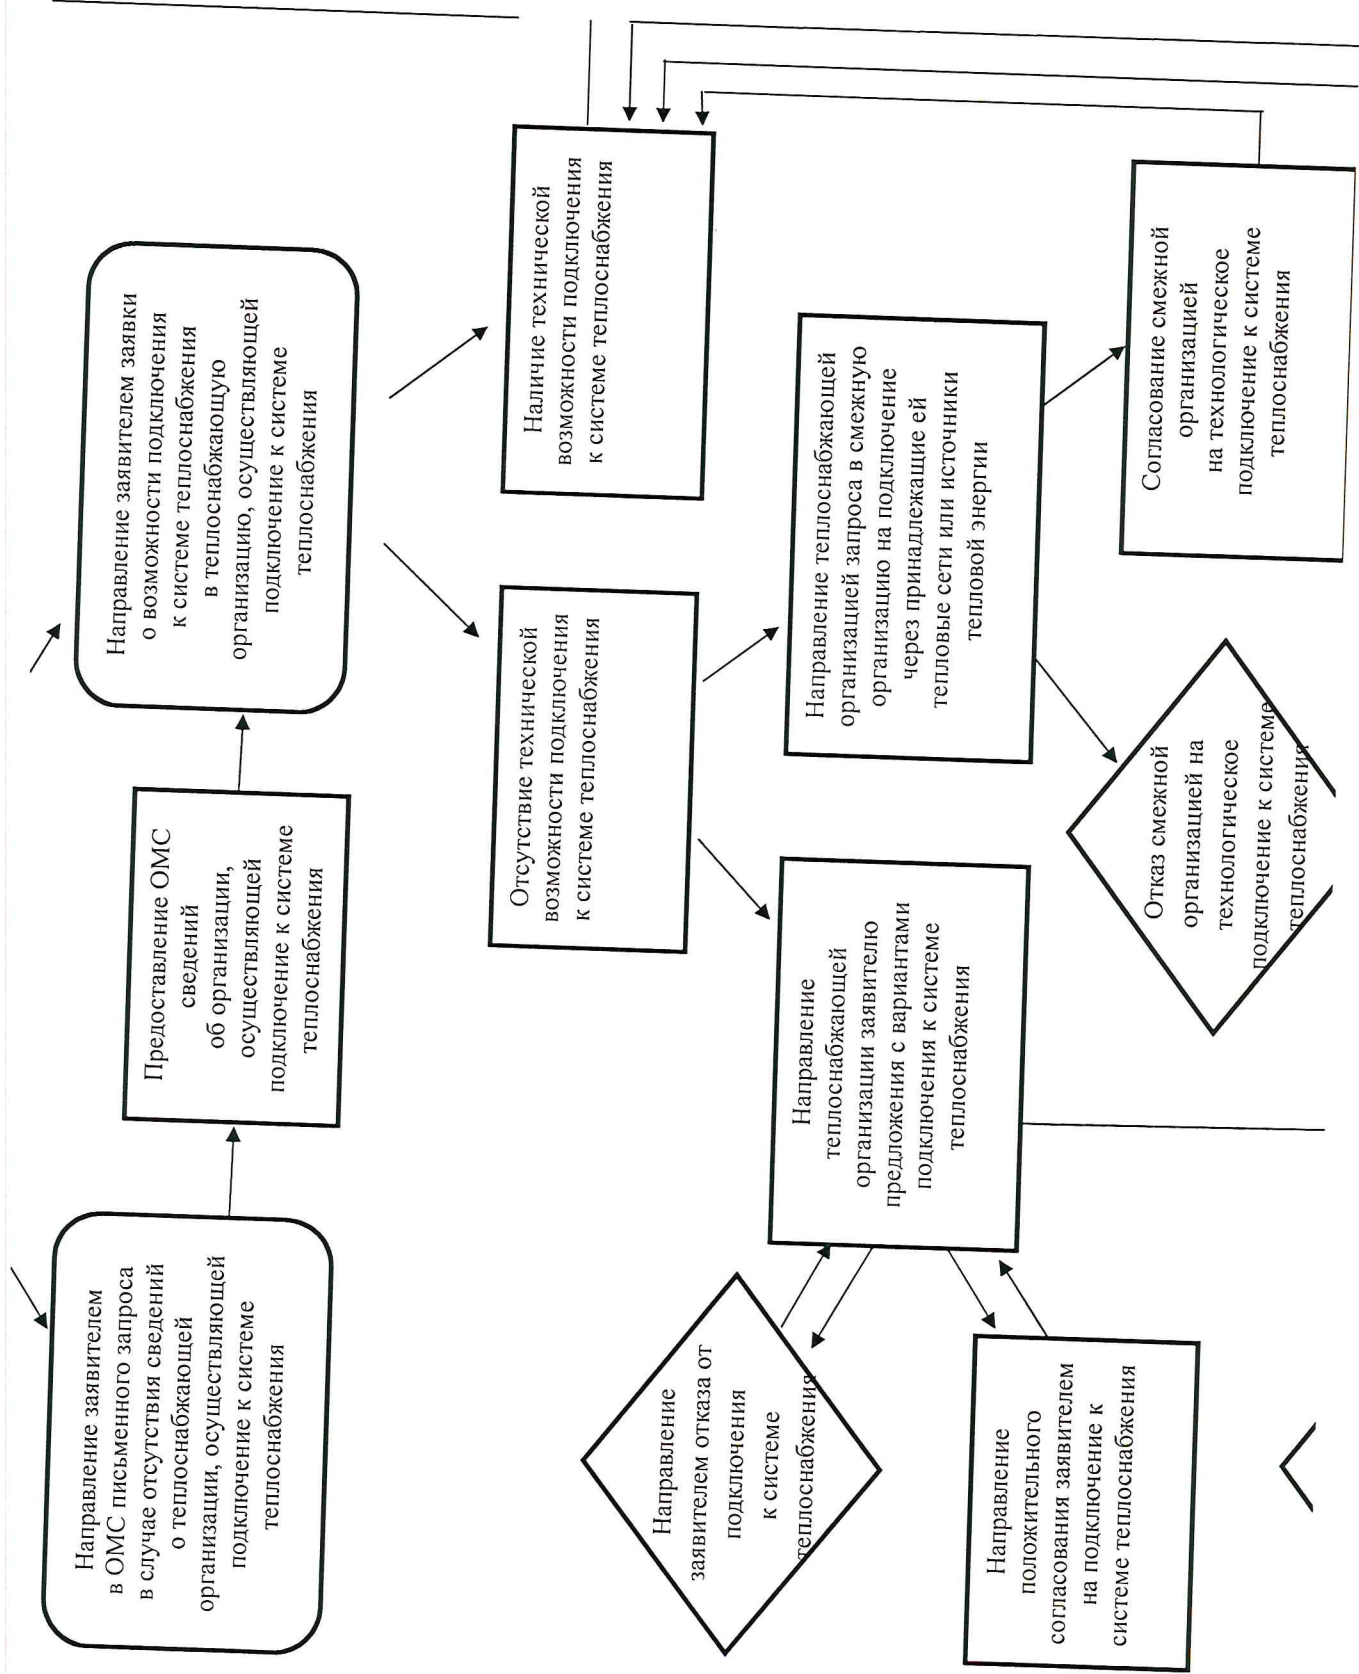 Направление заявителем
в ОМС письменного запроса
в случае отсутствия сведений
о теплоснабжающей
организации, осуществляющей
подключение к системе
теплоснабжения
Предоставление ОМС
сведений
об организации,
осуществляющей
подключение к системе
теплоснабжения
Направление заявителем заявки
о возможности подключения
к системе теплоснабжения
в теплоснабжающую
организацию, осуществляющей
подключение к системе
теплоснабжения
Отсутствие технической
возможности подключения
к системе теплоснабжения
Наличие технической
возможности подключения
к системе теплоснабжения
Направление
заявителем отказа от
подключения
к системе
теплоснабжения
Направление
теплоснабжающей
организации заявителю
предложения с вариантами
подключения к системе
теплоснабжения
Направление теплоснабжающей
организацией запроса в смежную
организацию на подключение
через принадлежащие ей
тепловые сети или источники
тепловой энергии
Направление
положительного
согласования заявителем
на подключение к
системе теплоснабжения
Отказ смежной
организацией на
технологическое
подключение к системе
теплоснабжения
Согласование смежной
организацией
на технологическое
подключение к системе
теплоснабжения